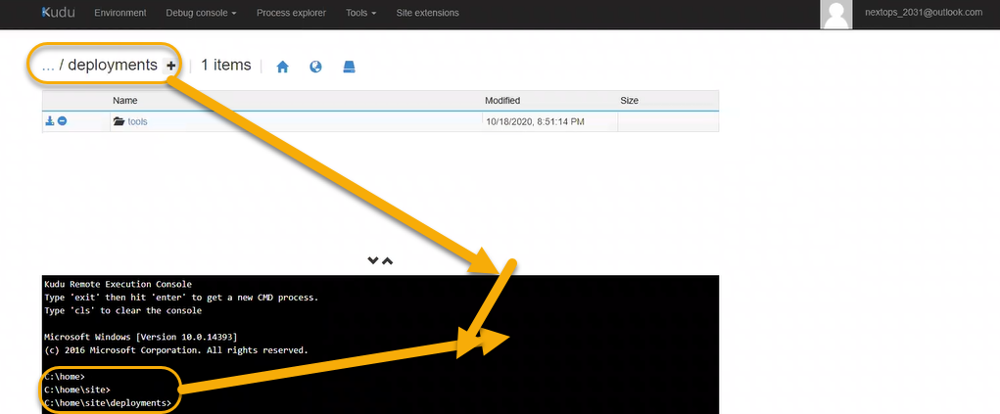 Kudu Environment Debug console Process explorer Tools Site extensions nextops_2031@outlook.com
... / deployments + 1 items
Name Modified Size
tools 10/18/2020, 8:51:14 PM
Kudu Remote Execution Console
Type 'exit' then hit 'enter' to get a new CMD process.
Type 'cls' to clear the console
Microsoft Windows [Version 10.0.14393]
(c) 2016 Microsoft Corporation. All rights reserved.
C:\home>
C:\home\site>
C:\home\site\deployments>